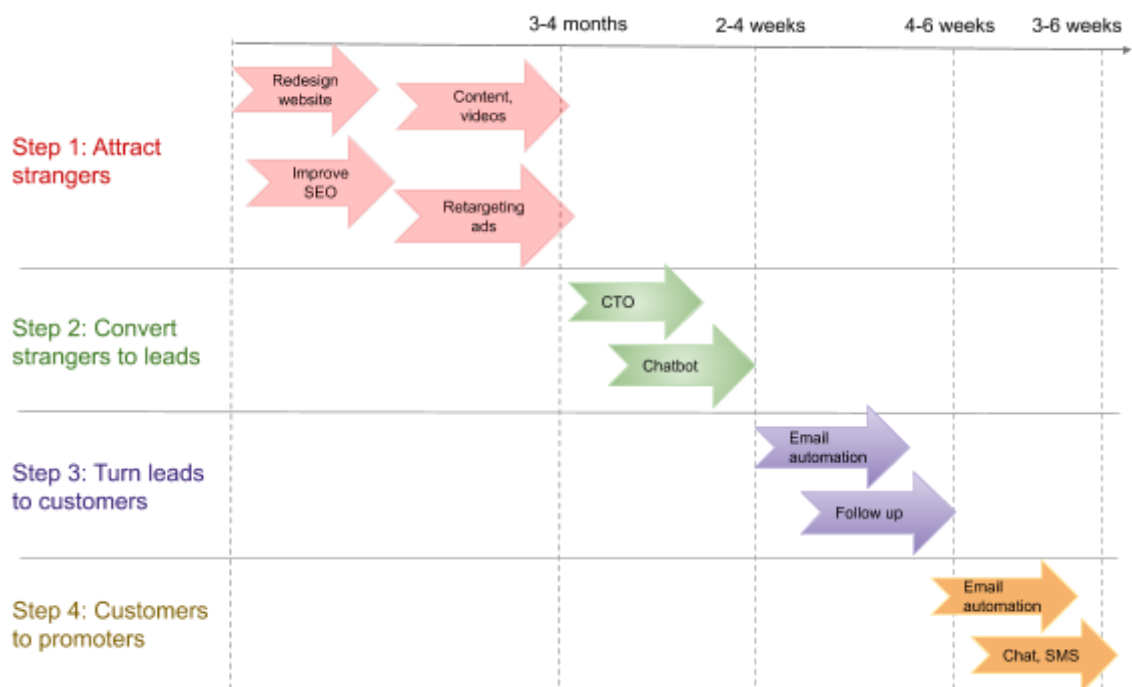 3-4 months
2-4 weeks
4-6 weeks
3-6 weeks
Step 1: Attract
strangers
Redesign
website
Content,
videos
Improve
SEO
Retargeting
ads
Step 2: Convert
strangers to leads
CTO
Chatbot
Step 3: Turn leads
to customers
Email
automation
Follow up
Step 4: Customers
to promoters
Email
automation
Chat, SMS